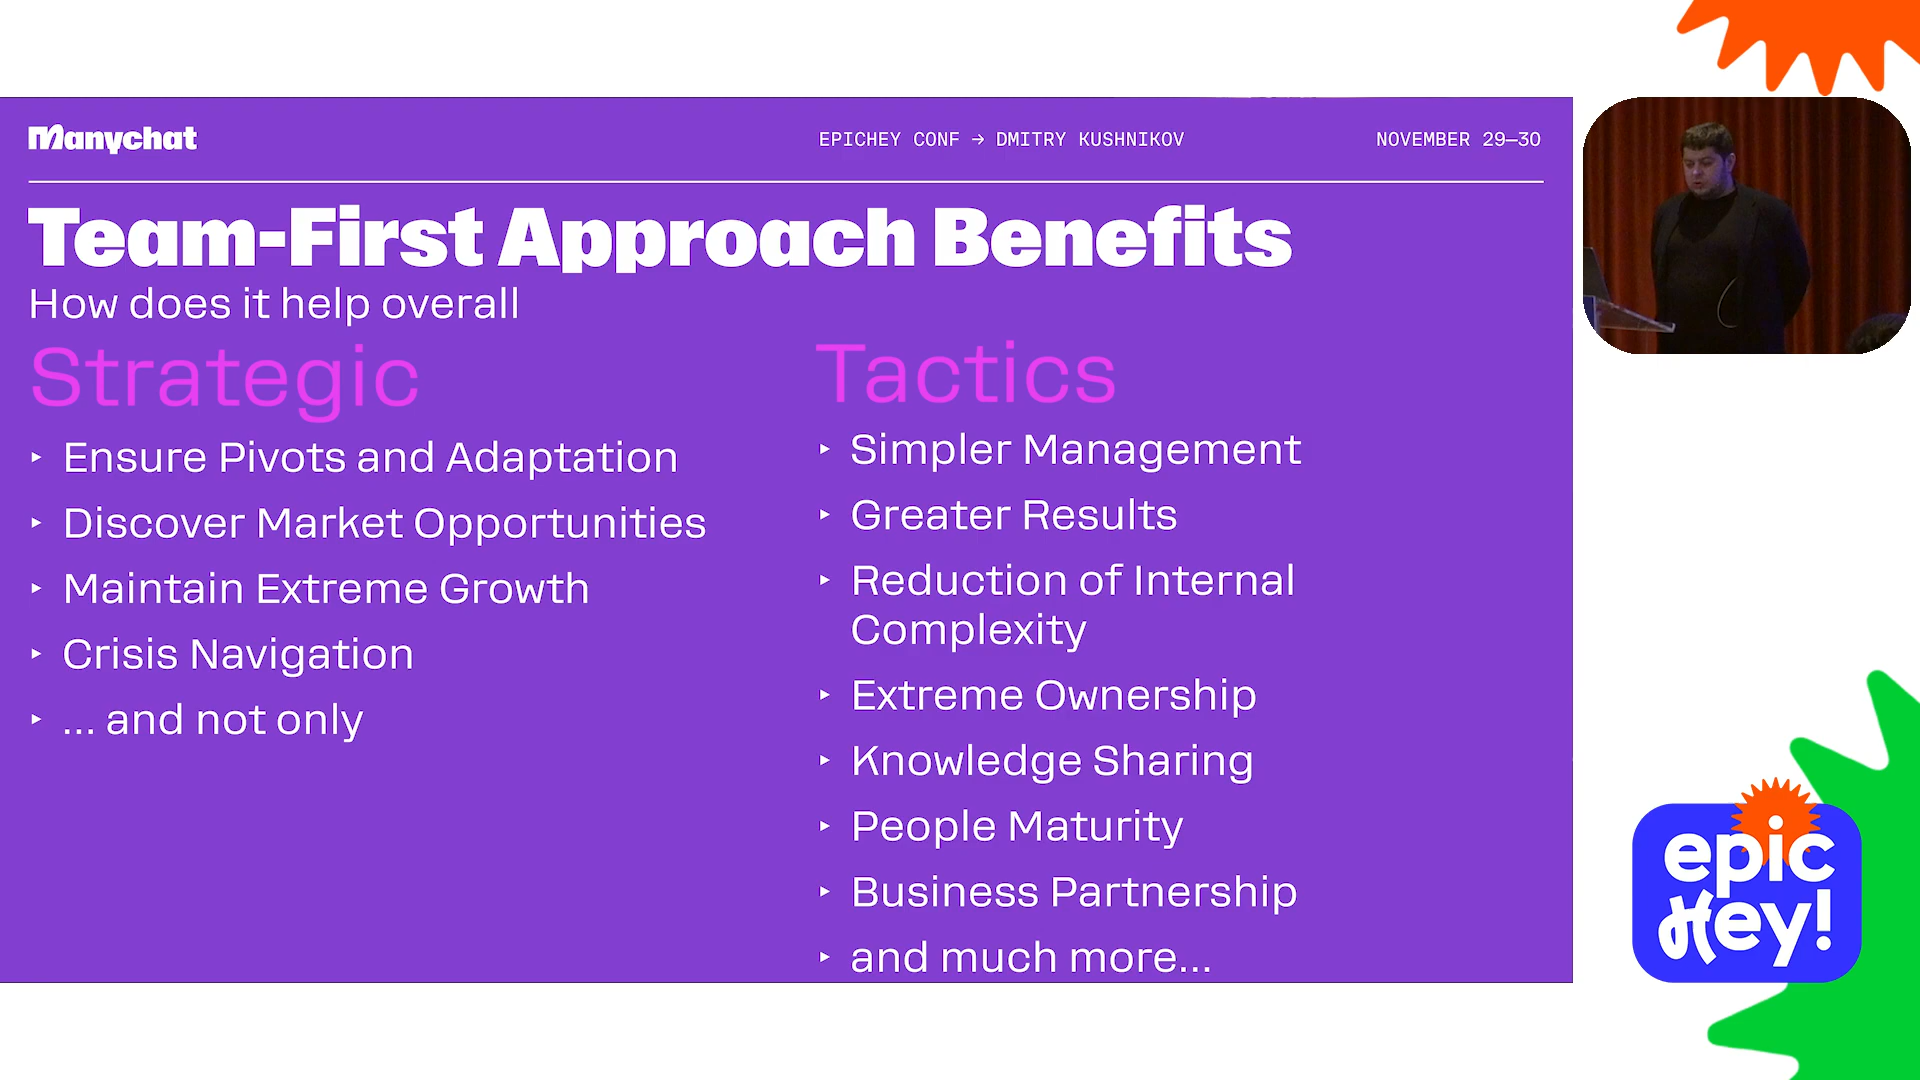 Manychat
EPICHEY CONF → DMITRY KUSHNIKOV
NOVEMBER 29—30
Team-First Approach Benefits
How does it help overall
Strategic
‣ Ensure Pivots and Adaptation
‣ Discover Market Opportunities
‣ Maintain Extreme Growth
‣ Crisis Navigation
‣ ... and not only
Tactics
‣ Simpler Management
‣ Greater Results
‣ Reduction of Internal
Complexity
‣ Extreme Ownership
‣ Knowledge Sharing
‣ People Maturity
‣ Business Partnership
‣ and much more...
epic
Hey!